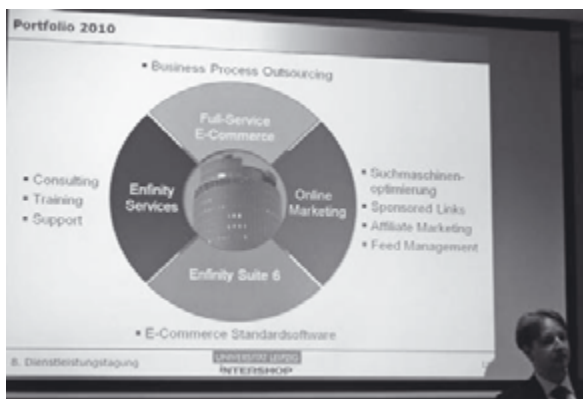 Portfolio 2010
▪ Business Process Outsourcing
Full-Service
E-Commerce
▪ Consulting
▪ Training
▪ Support
Enfinity
Services
Online
Marketing
▪ Suchmaschinen-
optimierung
▪ Sponsored Links
▪ Affiliate Marketing
▪ Feed Management
Enfinity Suite 6
▪ E-Commerce Standardsoftware
8. Dienstleistungstagung
UNIVERSITÄT LEIPZIG
INTERSHOP